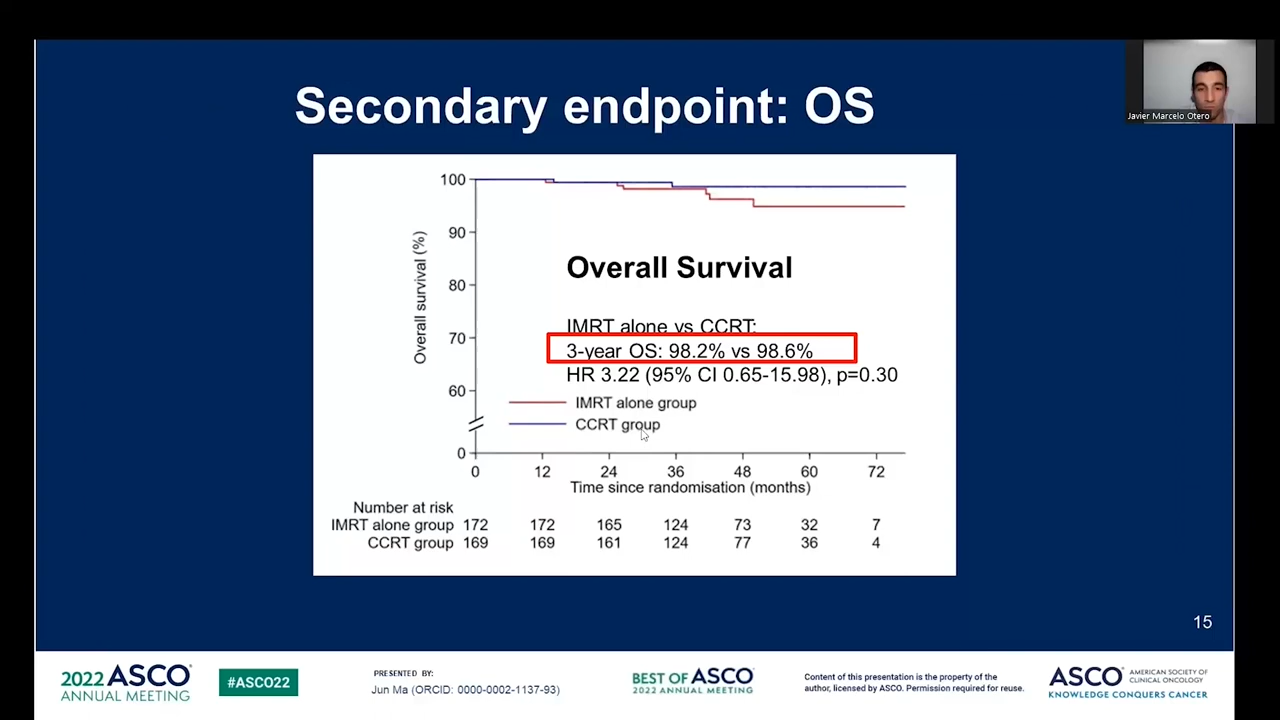 Secondary endpoint: OS
Javier Marcelo Otero
100
90
80
70
60
0
Overall survival (%)
Overall Survival
IMRT alone vs CCRT:
3-year OS: 98.2% vs 98.6%
HR 3.22 (95% CI 0.65-15.98), p=0.30
IMRT alone group
CCRT group
0 12 24 36 48 60 72
Time since randomisation (months)
Number at risk
IMRT alone group 172 172 165 124 73 32 7
CCRT group 169 169 161 124 77 36 4
15
2022 ASCO
ANNUAL MEETING
#ASCO22
PRESENTED BY:
Jun Ma (ORCID: 0000-0002-1137-93)
BEST OF ASCO
2022 ANNUAL MEETING
Content of this presentation is the property of the
author, licensed by ASCO. Permission required for reuse.
ASCO AMERICAN SOCIETY OF
CLINICAL ONCOLOGY
KNOWLEDGE CONQUERS CANCER